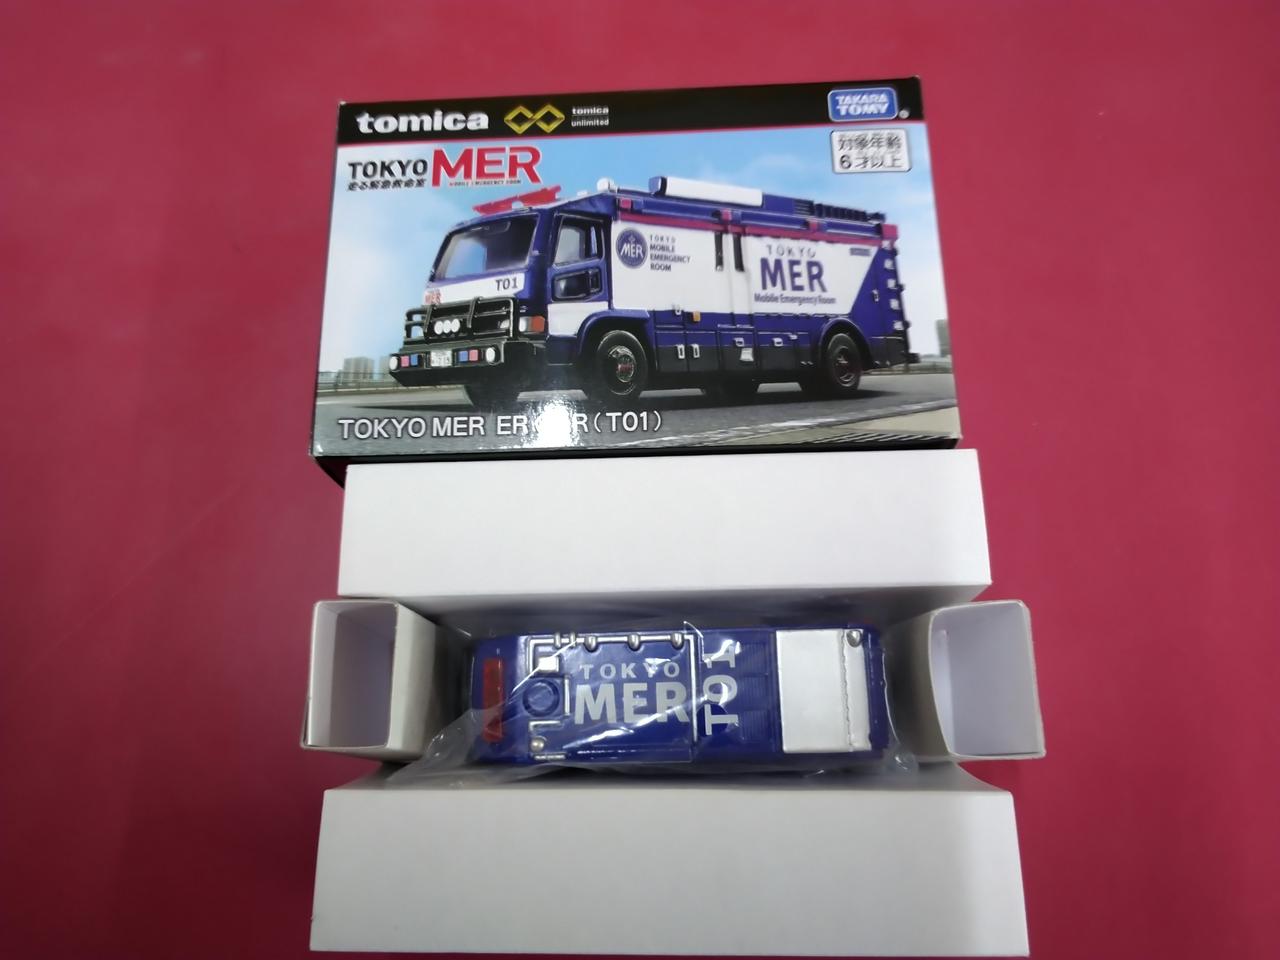 tomica
tomica
unlimited
TAKARA
TOMY
対象年齢
6才以上
TOKYO MER
走る緊急救命室
MOBILE EMERGENCY ROOM
MER
TOKYO
MOBILE
EMERGENCY
ROOM
TOKYO
MER
Mobile Emergency Room
T01
MER
TOKYO MER ER R(T01)
TOKYO
MER
T01